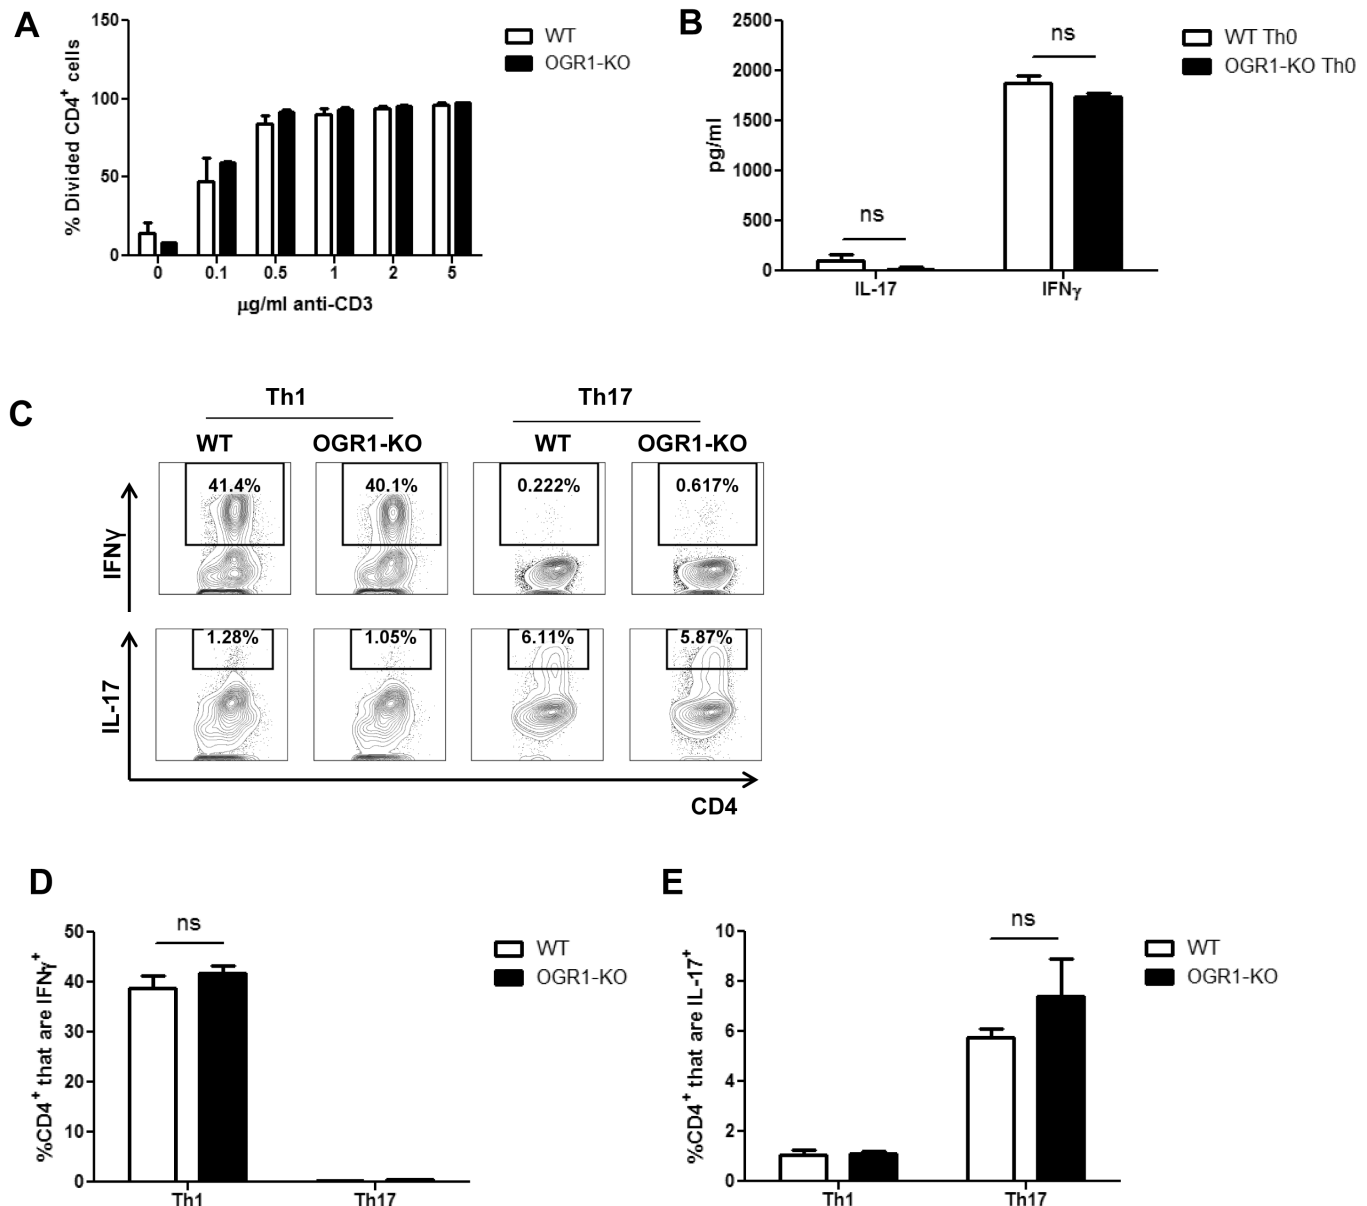 A
150
100
50
0
% Divided CD4+ cells
0 0.1 0.5 1 2 5
μg/ml anti-CD3
WT
OGR1-KO
B
2500
2000
1500
1000
500
0
pg/ml
ns
ns
IL-17 IFNγ
WT Th0
OGR1-KO Th0
C
Th1 Th17
WT OGR1-KO WT OGR1-KO
IFNγ
41.4% 40.1% 0.222% 0.617%
IL-17
1.28% 1.05% 6.11% 5.87%
CD4
D
50
40
30
20
10
0
%CD4+ that are IFNγ+
ns
Th1 Th17
WT
OGR1-KO
E
10
8
6
4
2
0
%CD4+ that are IL-17+
ns
Th1 Th17
WT
OGR1-KO